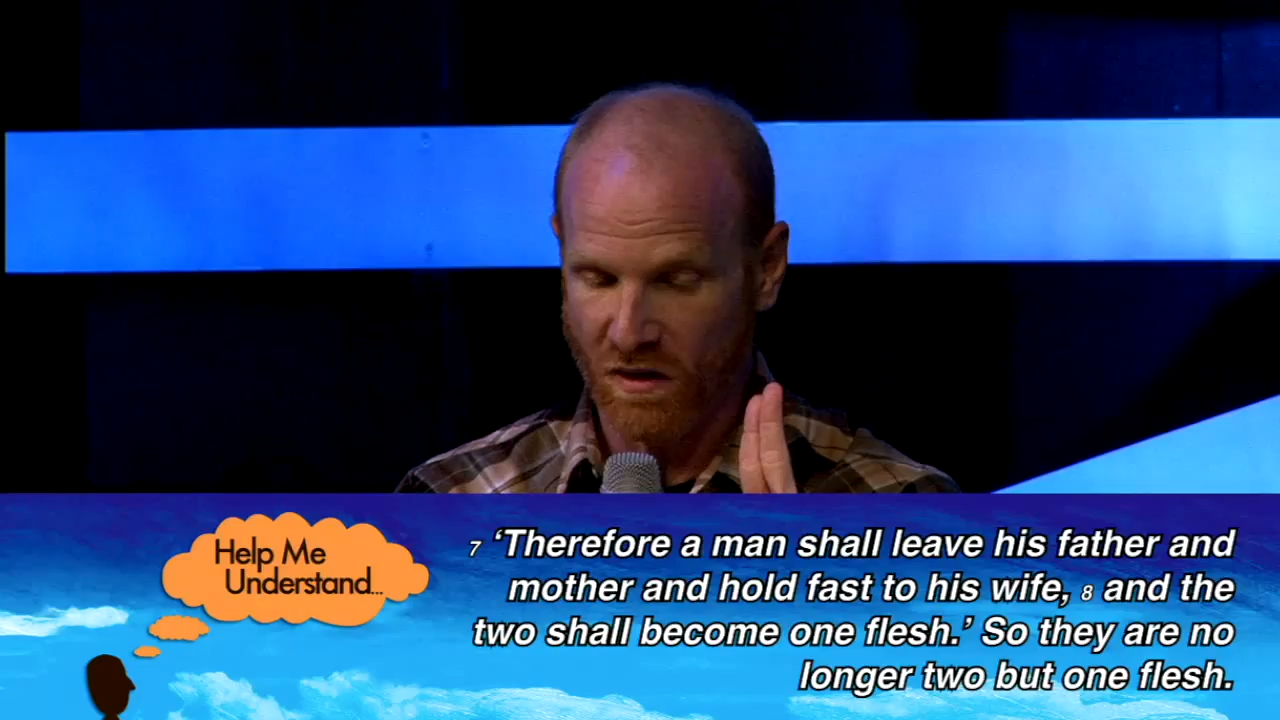 Help Me
Understand...
7 ‘Therefore a man shall leave his father and
mother and hold fast to his wife, 8 and the
two shall become one flesh.’ So they are no
longer two but one flesh.